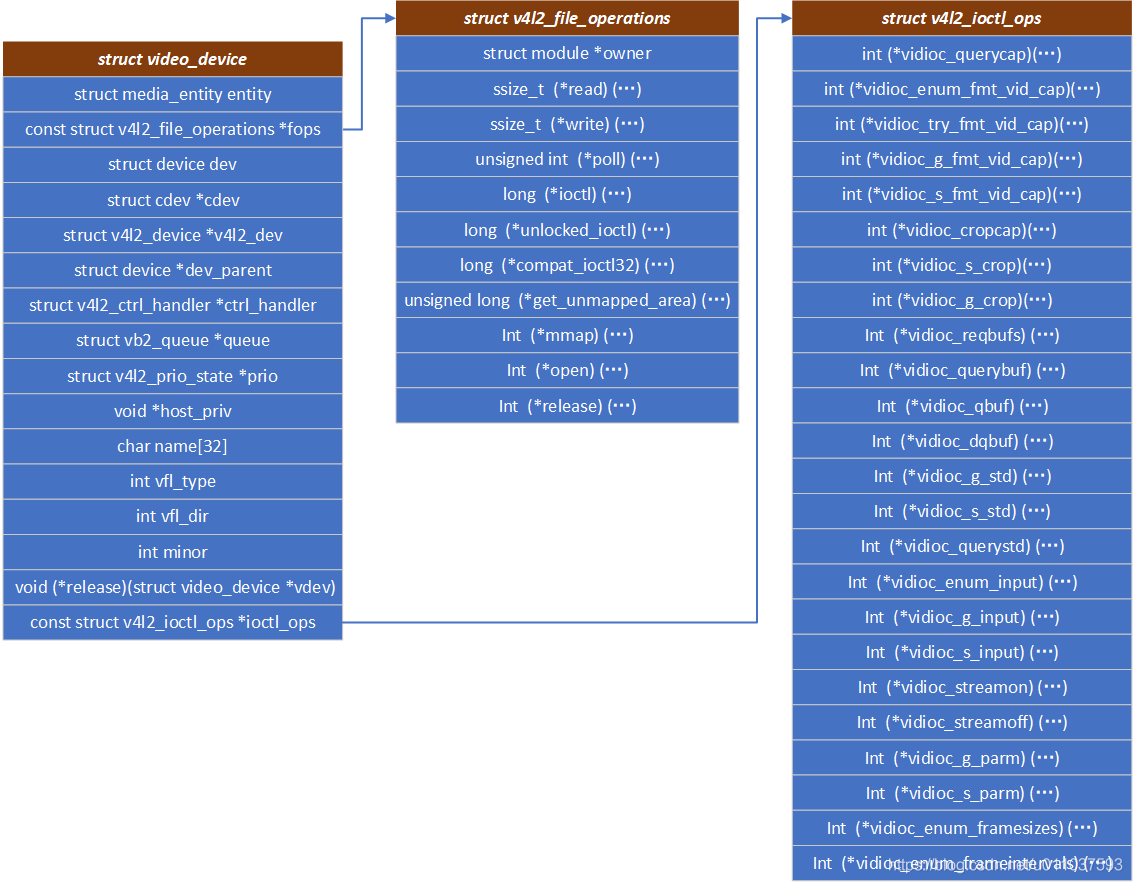 struct video_device
struct media_entity entity
const struct v4l2_file_operations *fops
struct device dev
struct cdev *cdev
struct v4l2_device *v4l2_dev
struct device *dev_parent
struct v4l2_ctrl_handler *ctrl_handler
struct vb2_queue *queue
struct v4l2_prio_state *prio
void *host_priv
char name[32]
int vfl_type
int vfl_dir
int minor
void (*release)(struct video_device *vdev)
const struct v4l2_ioctl_ops *ioctl_ops
struct v4l2_file_operations
struct module *owner
ssize_t (*read) (···)
ssize_t (*write) (···)
unsigned int (*poll) (···)
long (*ioctl) (···)
long (*unlocked_ioctl) (···)
long (*compat_ioctl32) (···)
unsigned long (*get_unmapped_area) (···)
Int (*mmap) (···)
Int (*open) (···)
Int (*release) (···)
struct v4l2_ioctl_ops
int (*vidioc_querycap)(···)
int (*vidioc_enum_fmt_vid_cap)(···)
int (*vidioc_try_fmt_vid_cap)(···)
int (*vidioc_g_fmt_vid_cap)(···)
int (*vidioc_s_fmt_vid_cap)(···)
int (*vidioc_cropcap)(···)
int (*vidioc_s_crop)(···)
int (*vidioc_g_crop)(···)
Int (*vidioc_reqbufs) (···)
Int (*vidioc_querybuf) (···)
Int (*vidioc_qbuf) (···)
Int (*vidioc_dqbuf) (···)
Int (*vidioc_g_std) (···)
Int (*vidioc_s_std) (···)
Int (*vidioc_querystd) (···)
Int (*vidioc_enum_input) (···)
Int (*vidioc_g_input) (···)
Int (*vidioc_s_input) (···)
Int (*vidioc_streamon) (···)
Int (*vidioc_streamoff) (···)
Int (*vidioc_g_parm) (···)
Int (*vidioc_s_parm) (···)
Int (*vidioc_enum_framesizes) (···)
Int (*vidioc_enum_frameintervals) (···)